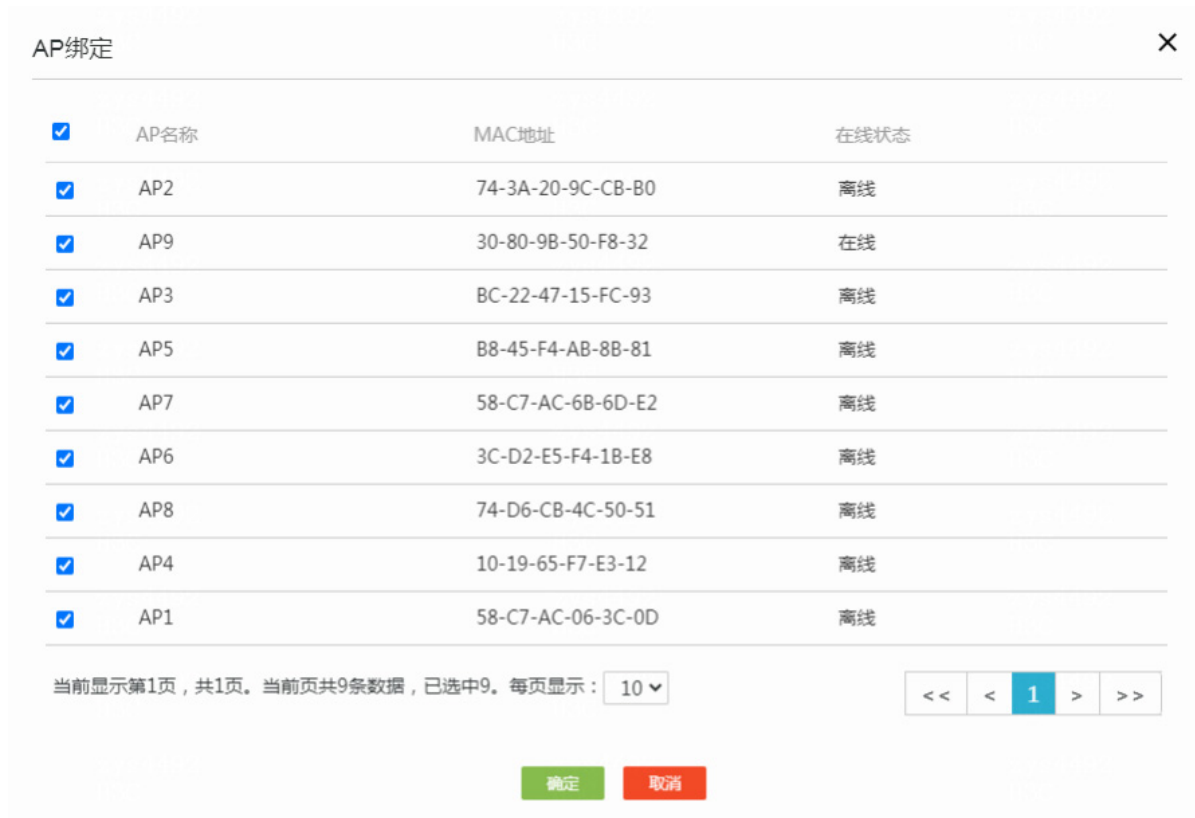 AP绑定 ×
AP名称 MAC地址 在线状态
AP2 74-3A-20-9C-CB-B0 离线
AP9 30-80-9B-50-F8-32 在线
AP3 BC-22-47-15-FC-93 离线
AP5 B8-45-F4-AB-8B-81 离线
AP7 58-C7-AC-6B-6D-E2 离线
AP6 3C-D2-E5-F4-1B-E8 离线
AP8 74-D6-CB-4C-50-51 离线
AP4 10-19-65-F7-E3-12 离线
AP1 58-C7-AC-06-3C-0D 离线
当前显示第1页，共1页。当前页共9条数据，已选中9。每页显示： 10 << < 1 > >>
确定 取消